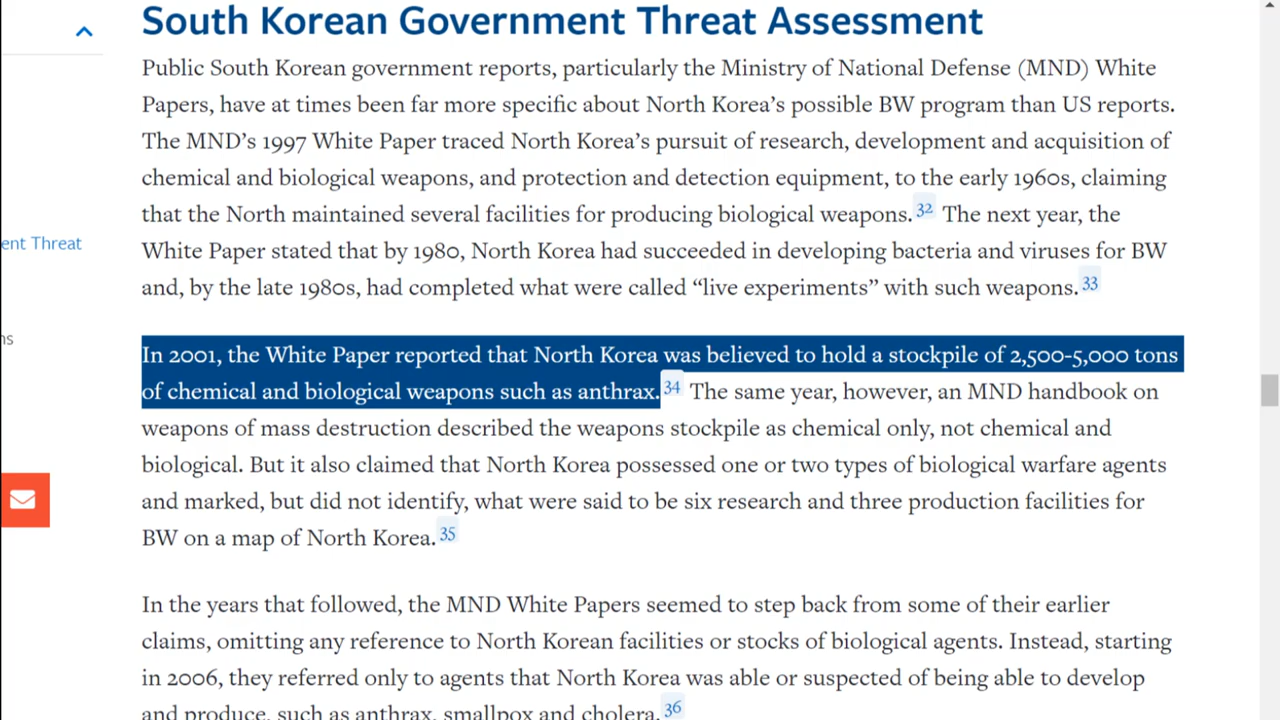 South Korean Government Threat Assessment
Public South Korean government reports, particularly the Ministry of National Defense (MND) White
Papers, have at times been far more specific about North Korea’s possible BW program than US reports.
The MND’s 1997 White Paper traced North Korea’s pursuit of research, development and acquisition of
chemical and biological weapons, and protection and detection equipment, to the early 1960s, claiming
that the North maintained several facilities for producing biological weapons. 32 The next year, the
ent Threat
White Paper stated that by 1980, North Korea had succeeded in developing bacteria and viruses for BW
and, by the late 1980s, had completed what were called “live experiments” with such weapons. 33
ns
In 2001, the White Paper reported that North Korea was believed to hold a stockpile of 2,500-5,000 tons
of chemical and biological weapons such as anthrax. 34 The same year, however, an MND handbook on
weapons of mass destruction described the weapons stockpile as chemical only, not chemical and
biological. But it also claimed that North Korea possessed one or two types of biological warfare agents
and marked, but did not identify, what were said to be six research and three production facilities for
BW on a map of North Korea. 35
In the years that followed, the MND White Papers seemed to step back from some of their earlier
claims, omitting any reference to North Korean facilities or stocks of biological agents. Instead, starting
in 2006, they referred only to agents that North Korea was able or suspected of being able to develop
and produce, such as anthrax, smallpox and cholera. 36